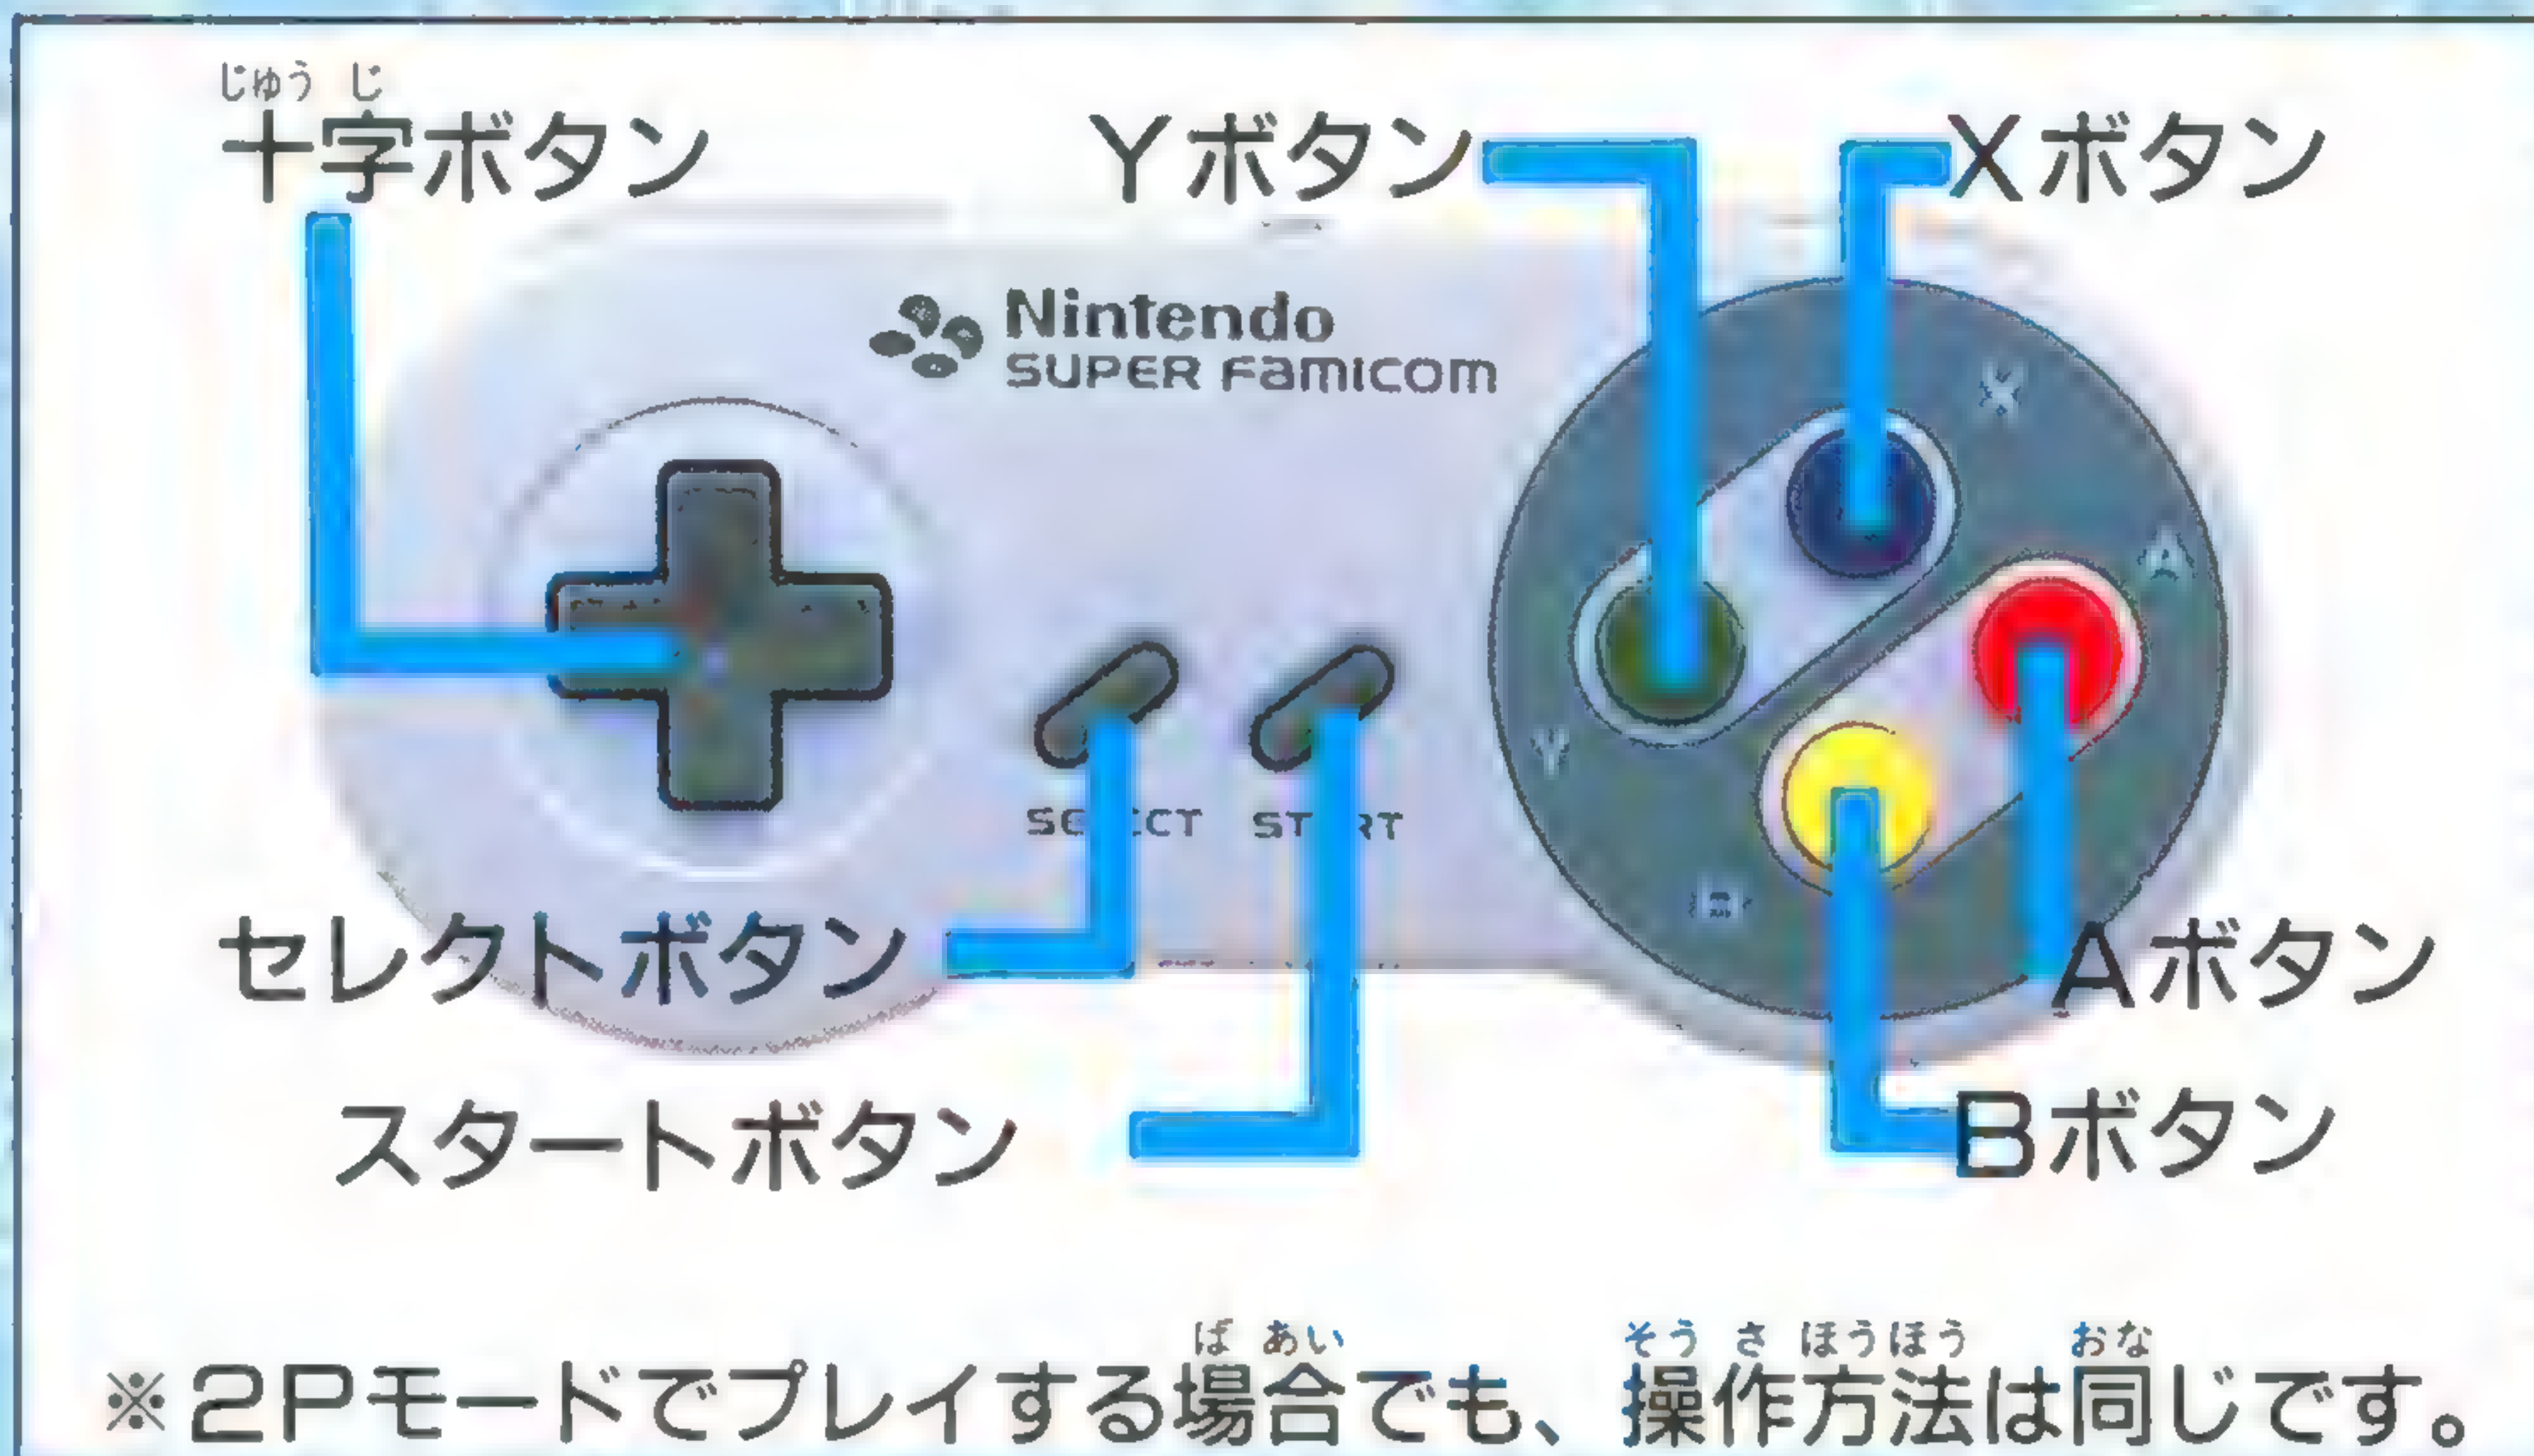 じゅう じ
十字ボタン
Yボタン
Xボタン
Nintendo
SUPER FAMICOM
X
A
Y
B
セレクトボタン
Aボタン
スタートボタン
Bボタン
ば あい そう さ ほうほう おな
※2Pモードでプレイする場合でも、操作方法は同じです。